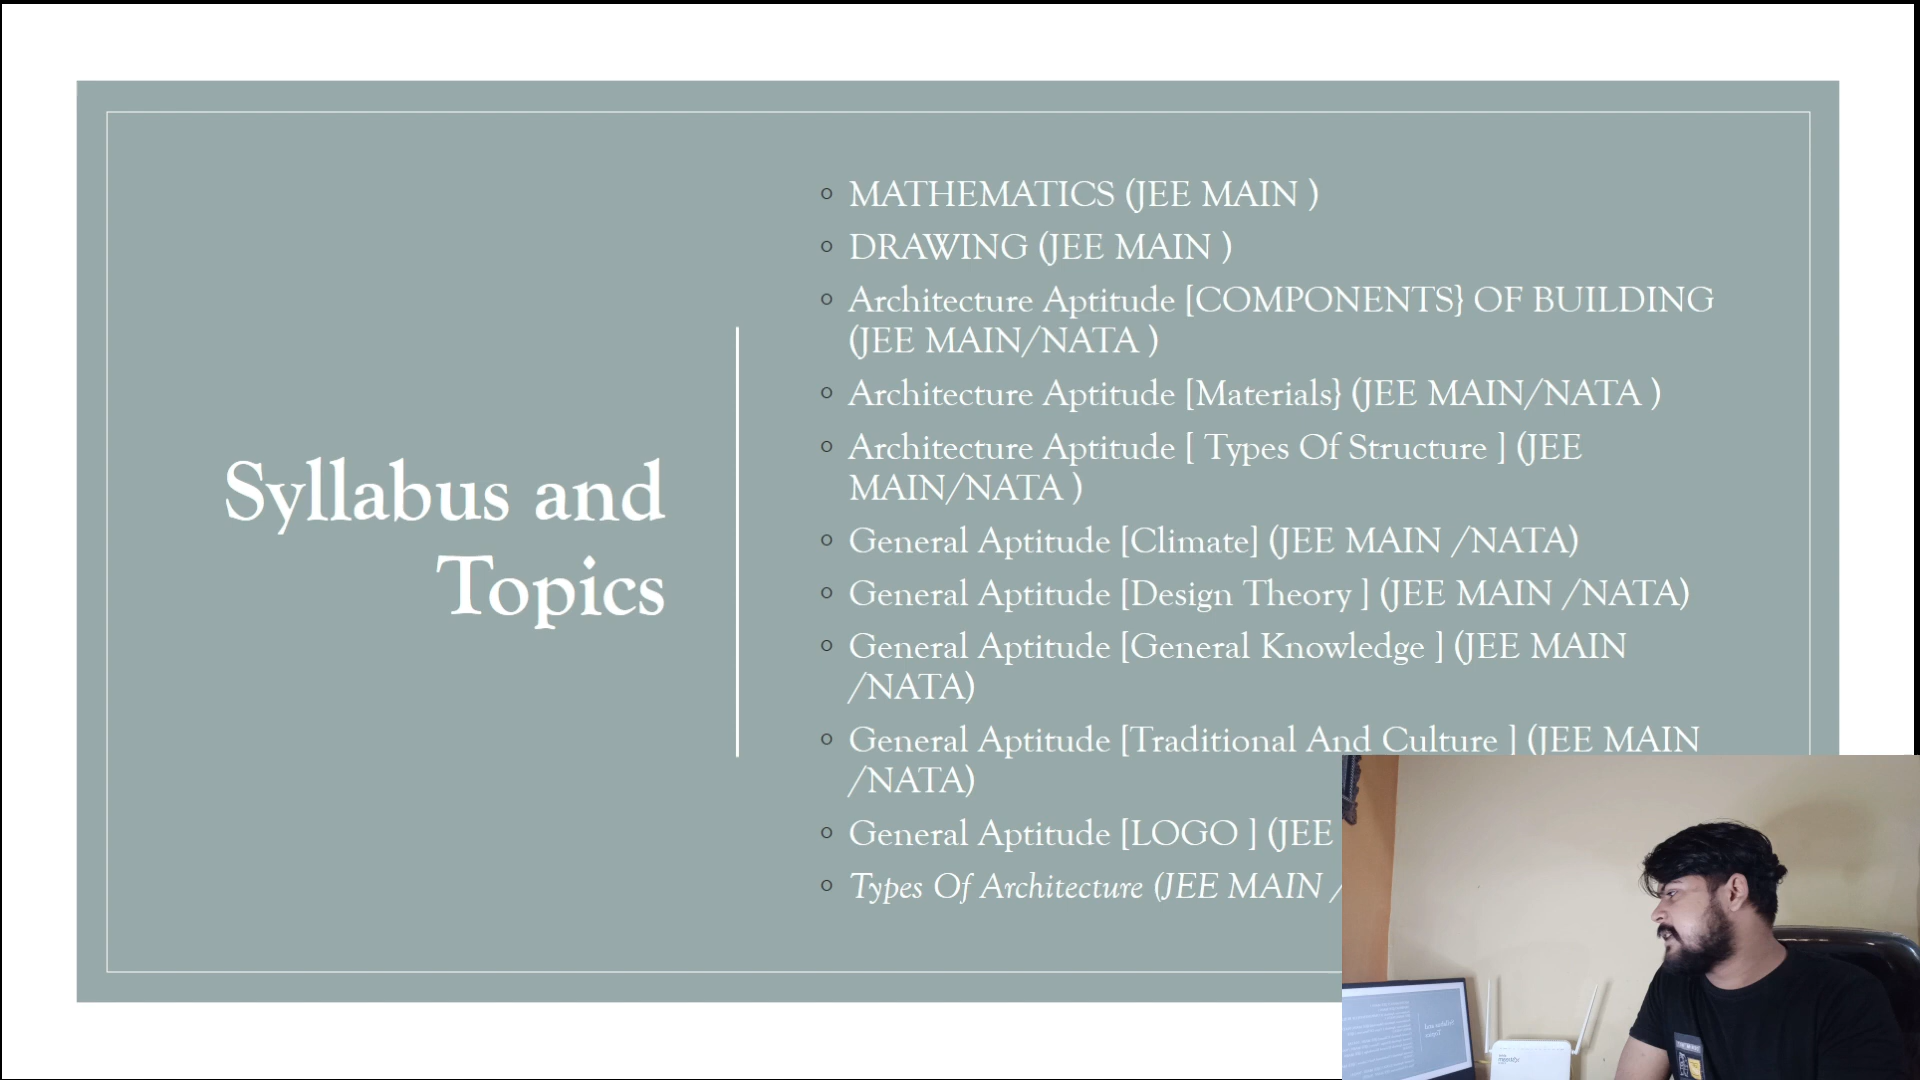 Syllabus and
Topics
MATHEMATICS (JEE MAIN )
DRAWING (JEE MAIN )
Architecture Aptitude [COMPONENTS} OF BUILDING
(JEE MAIN/NATA )
Architecture Aptitude [Materials} (JEE MAIN/NATA )
Architecture Aptitude [ Types Of Structure ] (JEE
MAIN/NATA )
General Aptitude [Climate] (JEE MAIN /NATA)
General Aptitude [Design Theory ] (JEE MAIN /NATA)
General Aptitude [General Knowledge ] (JEE MAIN
/NATA)
General Aptitude [Traditional And Culture ] (JEE MAIN
/NATA)
General Aptitude [LOGO ] (JEE
Types Of Architecture (JEE MAIN /